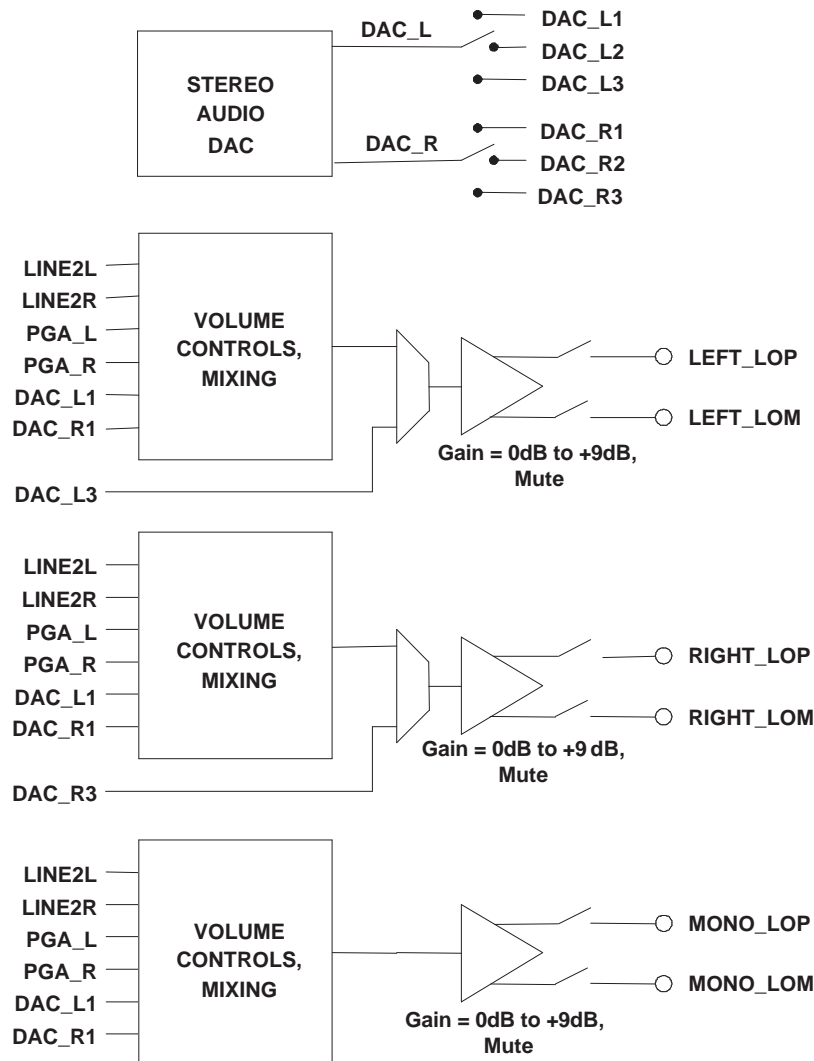 DAC_L
DAC_L1
DAC_L2
DAC_L3
STEREO
AUDIO
DAC
DAC_R
DAC_R1
DAC_R2
DAC_R3
LINE2L
LINE2R
PGA_L
PGA_R
DAC_L1
DAC_R1
VOLUME
CONTROLS,
MIXING
LEFT_LOP
LEFT_LOM
Gain = 0dB to +9dB,
Mute
DAC_L3
LINE2L
LINE2R
PGA_L
PGA_R
DAC_L1
DAC_R1
VOLUME
CONTROLS,
MIXING
RIGHT_LOP
RIGHT_LOM
Gain = 0dB to +9 dB,
Mute
DAC_R3
LINE2L
LINE2R
PGA_L
PGA_R
DAC_L1
DAC_R1
VOLUME
CONTROLS,
MIXING
MONO_LOP
MONO_LOM
Gain = 0dB to +9dB,
Mute